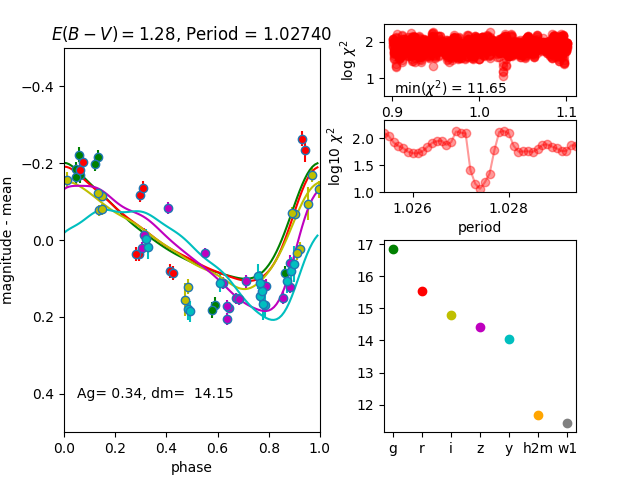 E(B − V) = 1.28, Period = 1.02740
magnitude - mean
−0.4
−0.2
0.0
0.2
0.4
Ag= 0.34, dm=  14.15
0.0 0.2 0.4 0.6 0.8 1.0
phase
log χ²
2
1
min(χ²) = 11.65
0.9 1.0 1.1
log10 χ²
2.0
1.5
1.0
1.026 1.028
period
17
16
15
14
13
12
g r i z y h2m w1